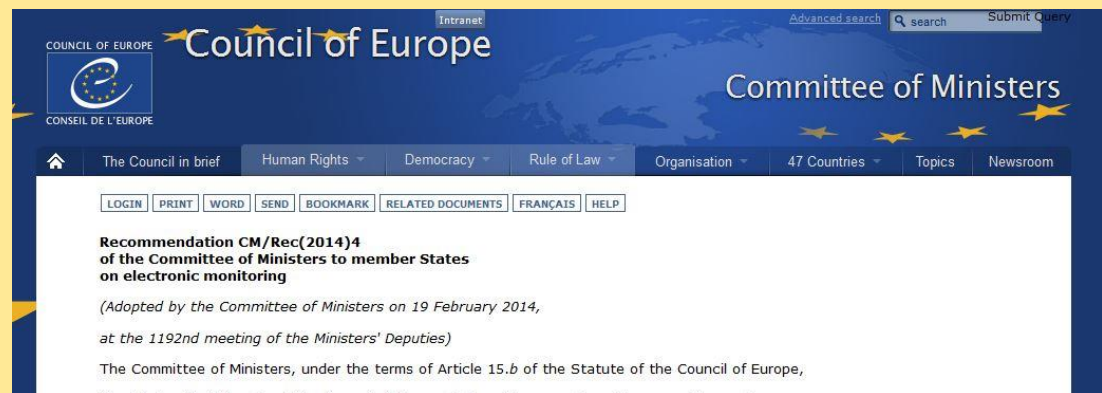 Intranet
Advanced search
search
Submit Query
COUNCIL OF EUROPE
Council of Europe
Committee of Ministers
CONSEIL DE L'EUROPE
The Council in brief
Human Rights
Democracy
Rule of Law
Organisation
47 Countries
Topics
Newsroom
LOGIN PRINT WORD SEND BOOKMARK RELATED DOCUMENTS FRANÇAIS HELP
Recommendation CM/Rec(2014)4
of the Committee of Ministers to member States
on electronic monitoring
(Adopted by the Committee of Ministers on 19 February 2014,
at the 1192nd meeting of the Ministers' Deputies)
The Committee of Ministers, under the terms of Article 15.b of the Statute of the Council of Europe,